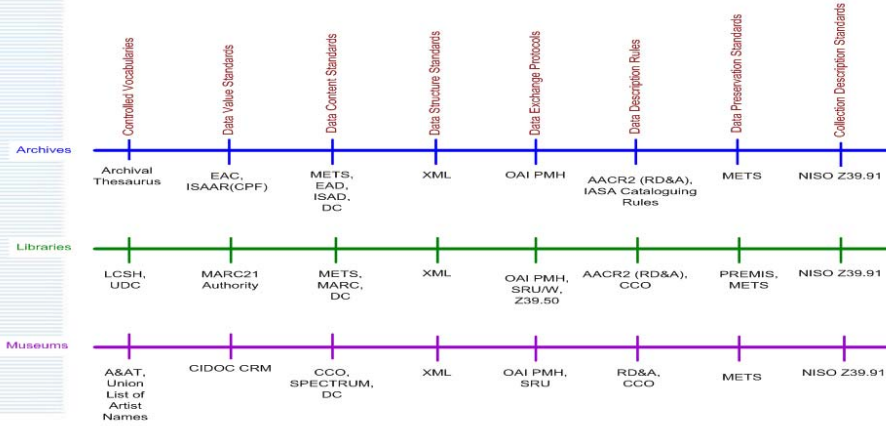 Controlled Vocabularies
Data Value Standards
Data Content Standards
Data Structure Standards
Data Exchange Protocols
Data Description Rules
Data Preservation Standards
Collection Description Standards
Archives
Archival
Thesaurus
EAC,
ISAAR(CPF)
METS,
EAD,
ISAD,
DC
XML
OAI PMH
AACR2 (RD&A),
IASA Cataloguing
Rules
METS
NISO Z39.91
Libraries
LCSH,
UDC
MARC21
Authority
METS,
MARC,
DC
XML
OAI PMH,
SRU/W,
Z39.50
AACR2 (RD&A),
CCO
PREMIS,
METS
NISO Z39.91
Museums
A&AT,
Union
List of
Artist
Names
CIDOC CRM
CCO,
SPECTRUM,
DC
XML
OAI PMH,
SRU
RD&A,
CCO
METS
NISO Z39.91